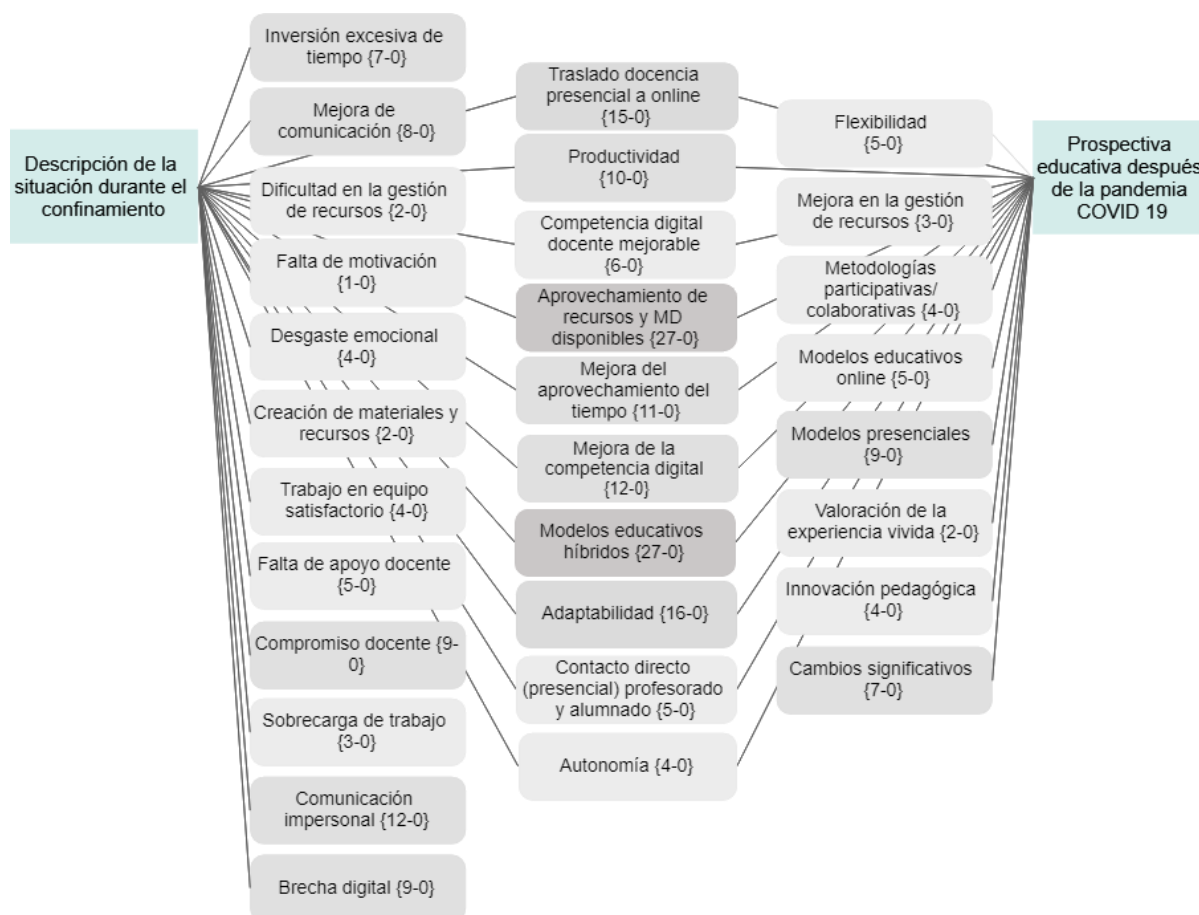 Descripción de la
situación durante el
confinamiento
Inversión excesiva de
tiempo {7-0}
Mejora de
comunicación {8-0}
Dificultad en la gestión
de recursos {2-0}
Falta de motivación
{1-0}
Desgaste emocional
{4-0}
Creación de materiales y
recursos {2-0}
Trabajo en equipo
satisfactorio {4-0}
Falta de apoyo docente
{5-0}
Compromiso docente {9-
0}
Sobrecarga de trabajo
{3-0}
Comunicación
impersonal {12-0}
Brecha digital {9-0}
Traslado docencia
presencial a online
{15-0}
Productividad
{10-0}
Competencia digital
docente mejorable
{6-0}
Aprovechamiento de
recursos y MD
disponibles {27-0}
Mejora del
aprovechamiento del
tiempo {11-0}
Mejora de la
competencia digital
{12-0}
Modelos educativos
híbridos {27-0}
Adaptabilidad {16-0}
Contacto directo
(presencial) profesorado
y alumnado {5-0}
Autonomía {4-0}
Flexibilidad
{5-0}
Mejora en la gestión
de recursos {3-0}
Metodologías
participativas/
colaborativas {4-0}
Modelos educativos
online {5-0}
Modelos presenciales
{9-0}
Valoración de la
experiencia vivida {2-0}
Innovación pedagógica
{4-0}
Cambios significativos
{7-0}
Prospectiva
educativa después
de la pandemia
COVID 19